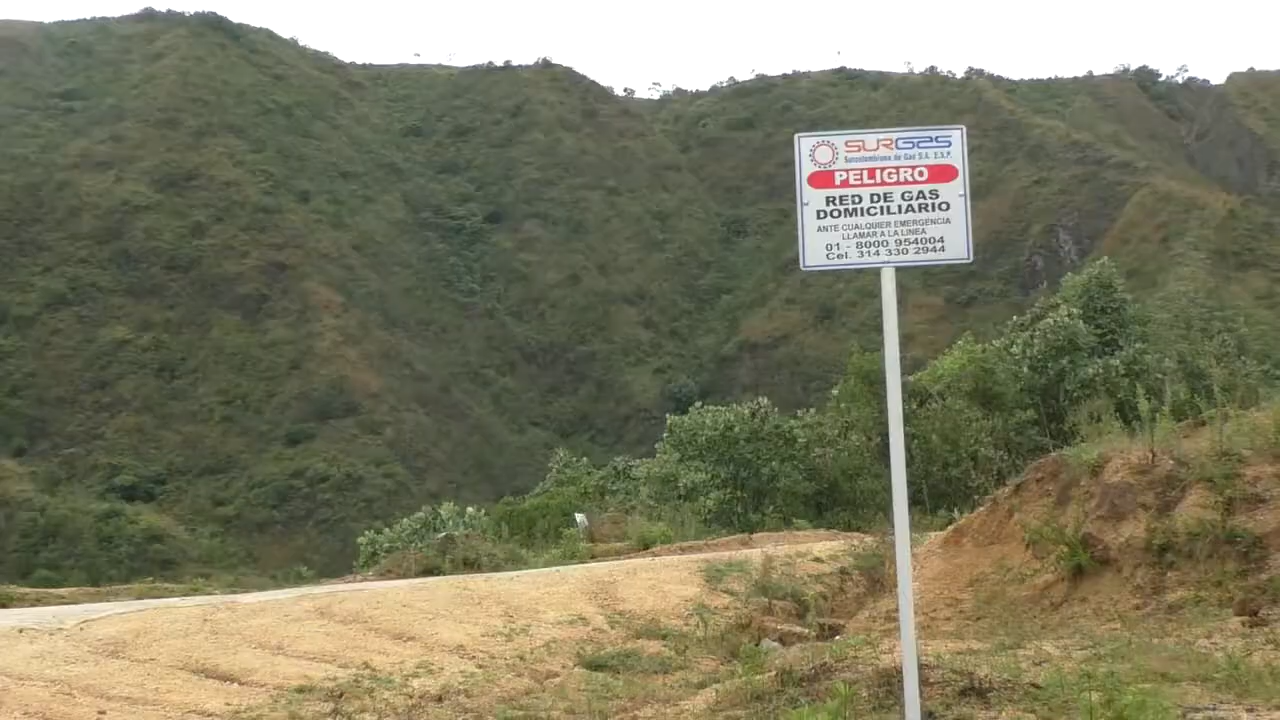 SURGAS
Surcolombiana de Gas S.A. E.S.P.
PELIGRO
RED DE GAS
DOMICILIARIO
ANTE CUALQUIER EMERGENCIA
LLAMAR A LA LINEA
01 - 8000 954004
Cel. 314 330 2944